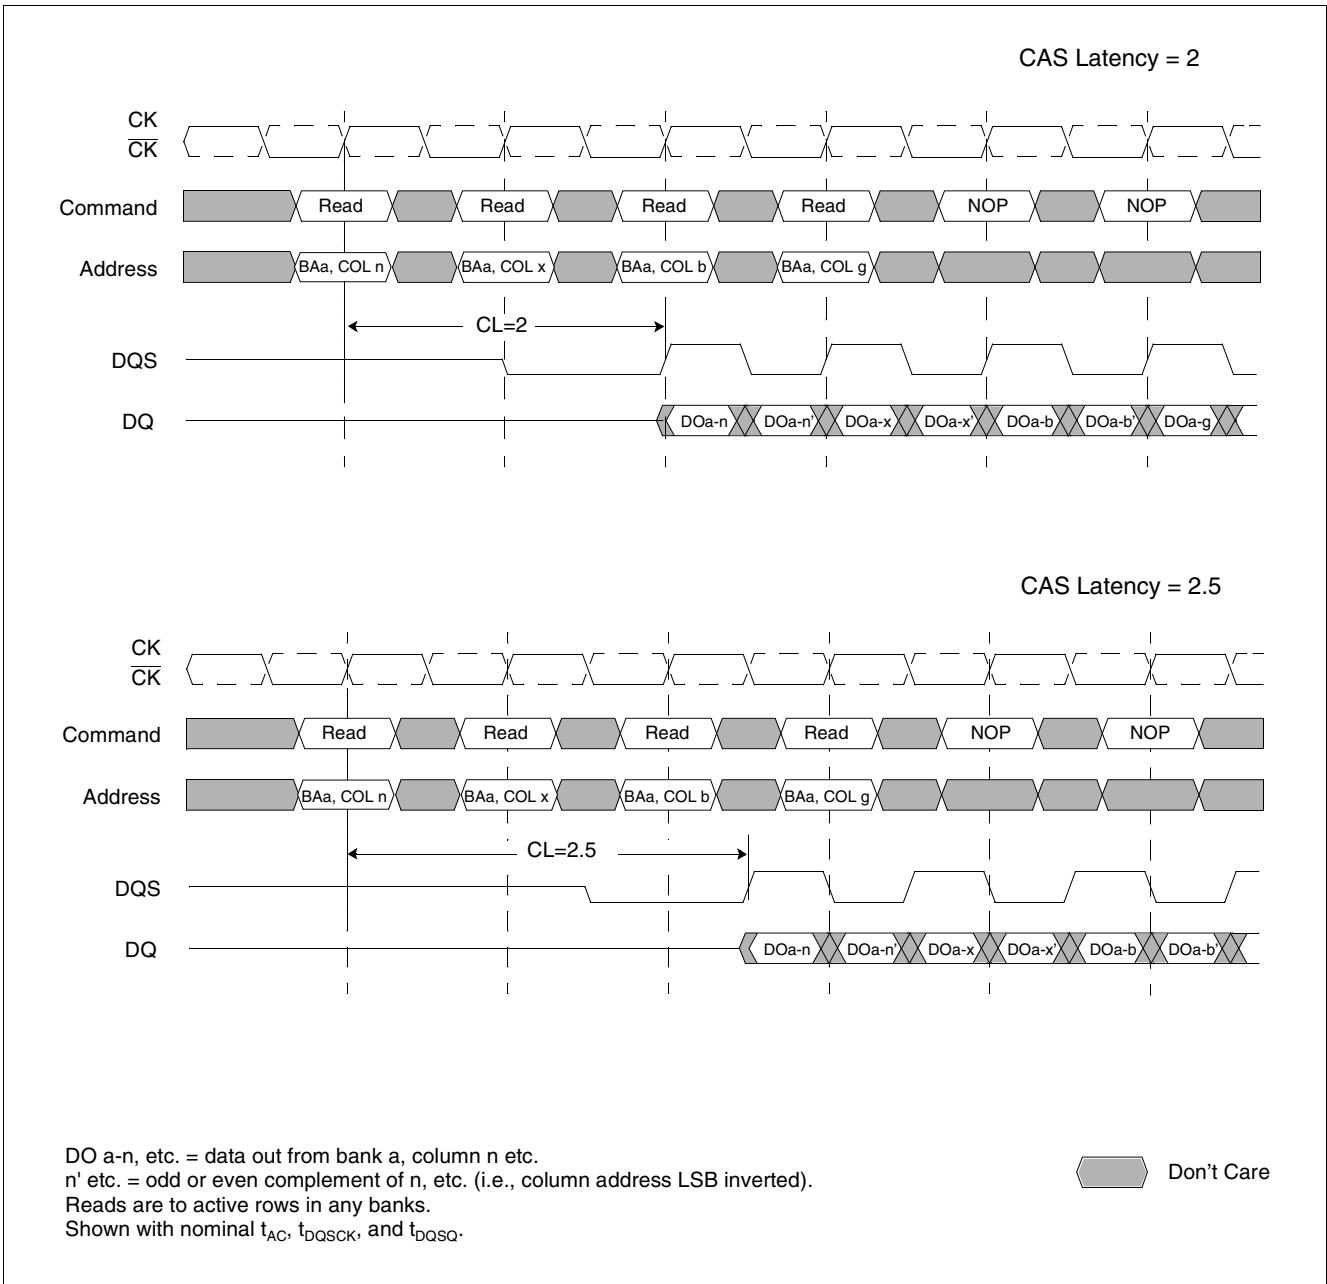 CAS Latency = 2
CK
CK
Command Read Read Read Read NOP NOP
Address BAa, COL n BAa, COL x BAa, COL b BAa, COL g
CL=2
DQS
DQ DOa-n DOa-n' DOa-x DOa-x' DOa-b DOa-b' DOa-g
CAS Latency = 2.5
CK
CK
Command Read Read Read Read NOP NOP
Address BAa, COL n BAa, COL x BAa, COL b BAa, COL g
CL=2.5
DQS
DQ DOa-n DOa-n' DOa-x DOa-x' DOa-b DOa-b'
DO a-n, etc. = data out from bank a, column n etc.
n' etc. = odd or even complement of n, etc. (i.e., column address LSB inverted).
Reads are to active rows in any banks.
Shown with nominal tAC, tDQSCK, and tDQSQ.
Don't Care